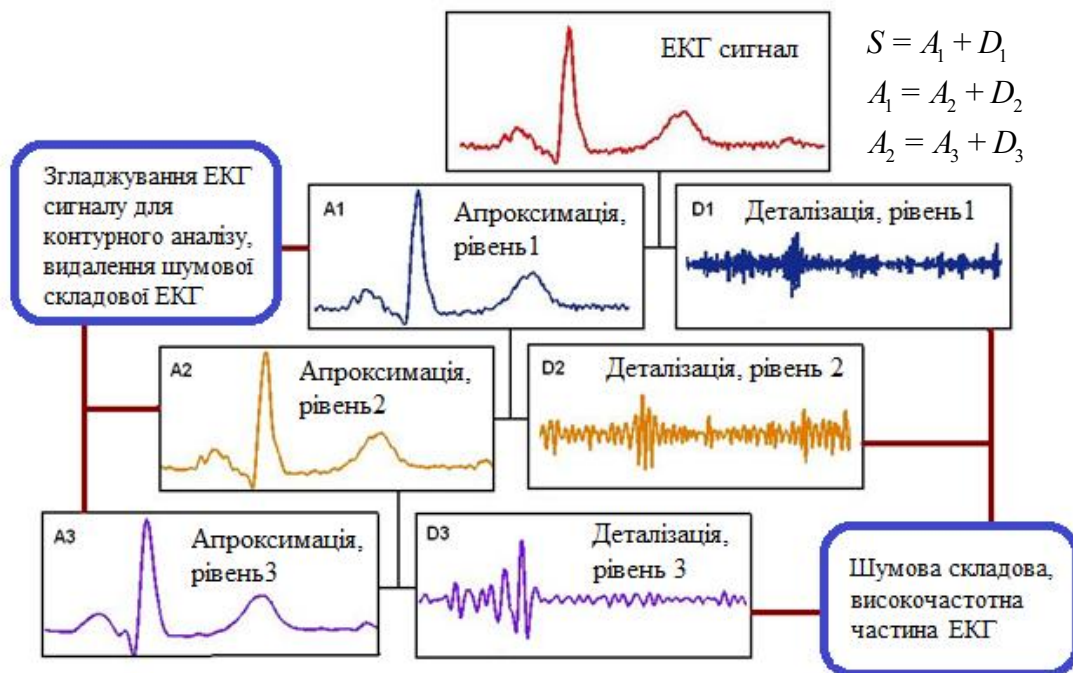 ЕКГ сигнал
S = A₁ + D₁
A₁ = A₂ + D₂
A₂ = A₃ + D₃
Згладжування ЕКГ
сигналу для
контурного аналізу,
видалення шумової
складової ЕКГ
A1
Апроксимація,
рівень1
D1
Деталізація, рівень1
A2
Апроксимація,
рівень2
D2
Деталізація, рівень 2
A3
Апроксимація,
рівень3
D3
Деталізація,
рівень 3
Шумова складова,
високочастотна
частина ЕКГ